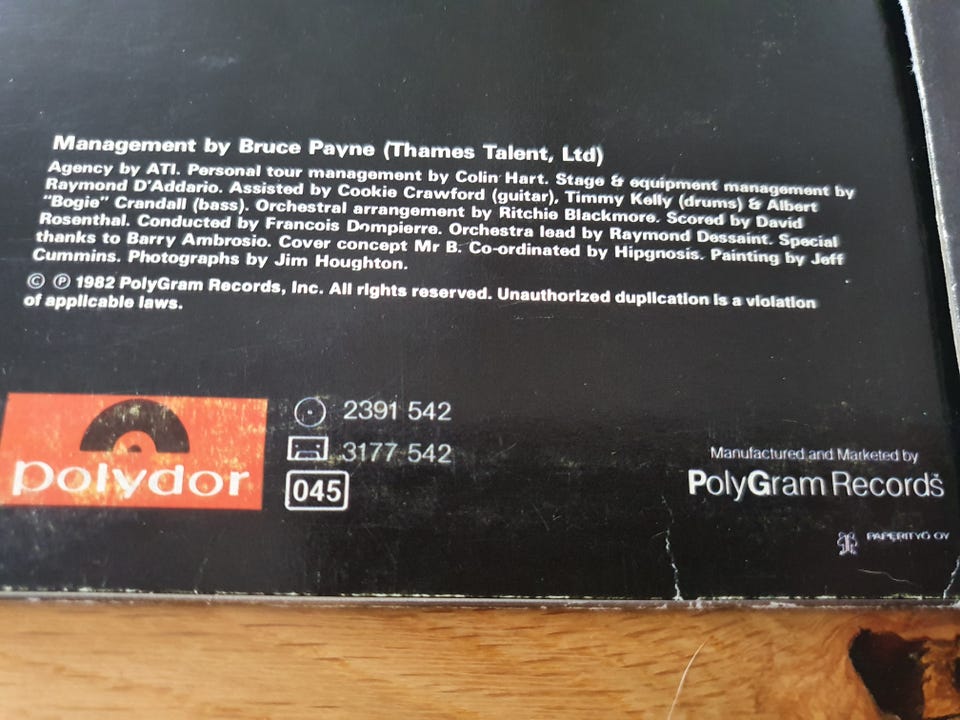 Management by Bruce Payne (Thames Talent, Ltd)
Agency by ATI. Personal tour management by Colin Hart. Stage & equipment management by
Raymond D'Addario. Assisted by Cookie Crawford (guitar), Timmy Kelly (drums) & Albert
"Bogie" Crandall (bass). Orchestral arrangement by Ritchie Blackmore. Scored by David
Rosenthal. Conducted by Francois Dompierre. Orchestra lead by Raymond Dessaint. Special
thanks to Barry Ambrosio. Cover concept Mr B. Co-ordinated by Hipgnosis. Painting by Jeff
Cummins. Photographs by Jim Houghton.
© ℗ 1982 PolyGram Records, Inc. All rights reserved. Unauthorized duplication is a violation
of applicable laws.
polydor
2391 542
3177 542
045
Manufactured and Marketed by
PolyGram Records
PAPERITYÖ OY